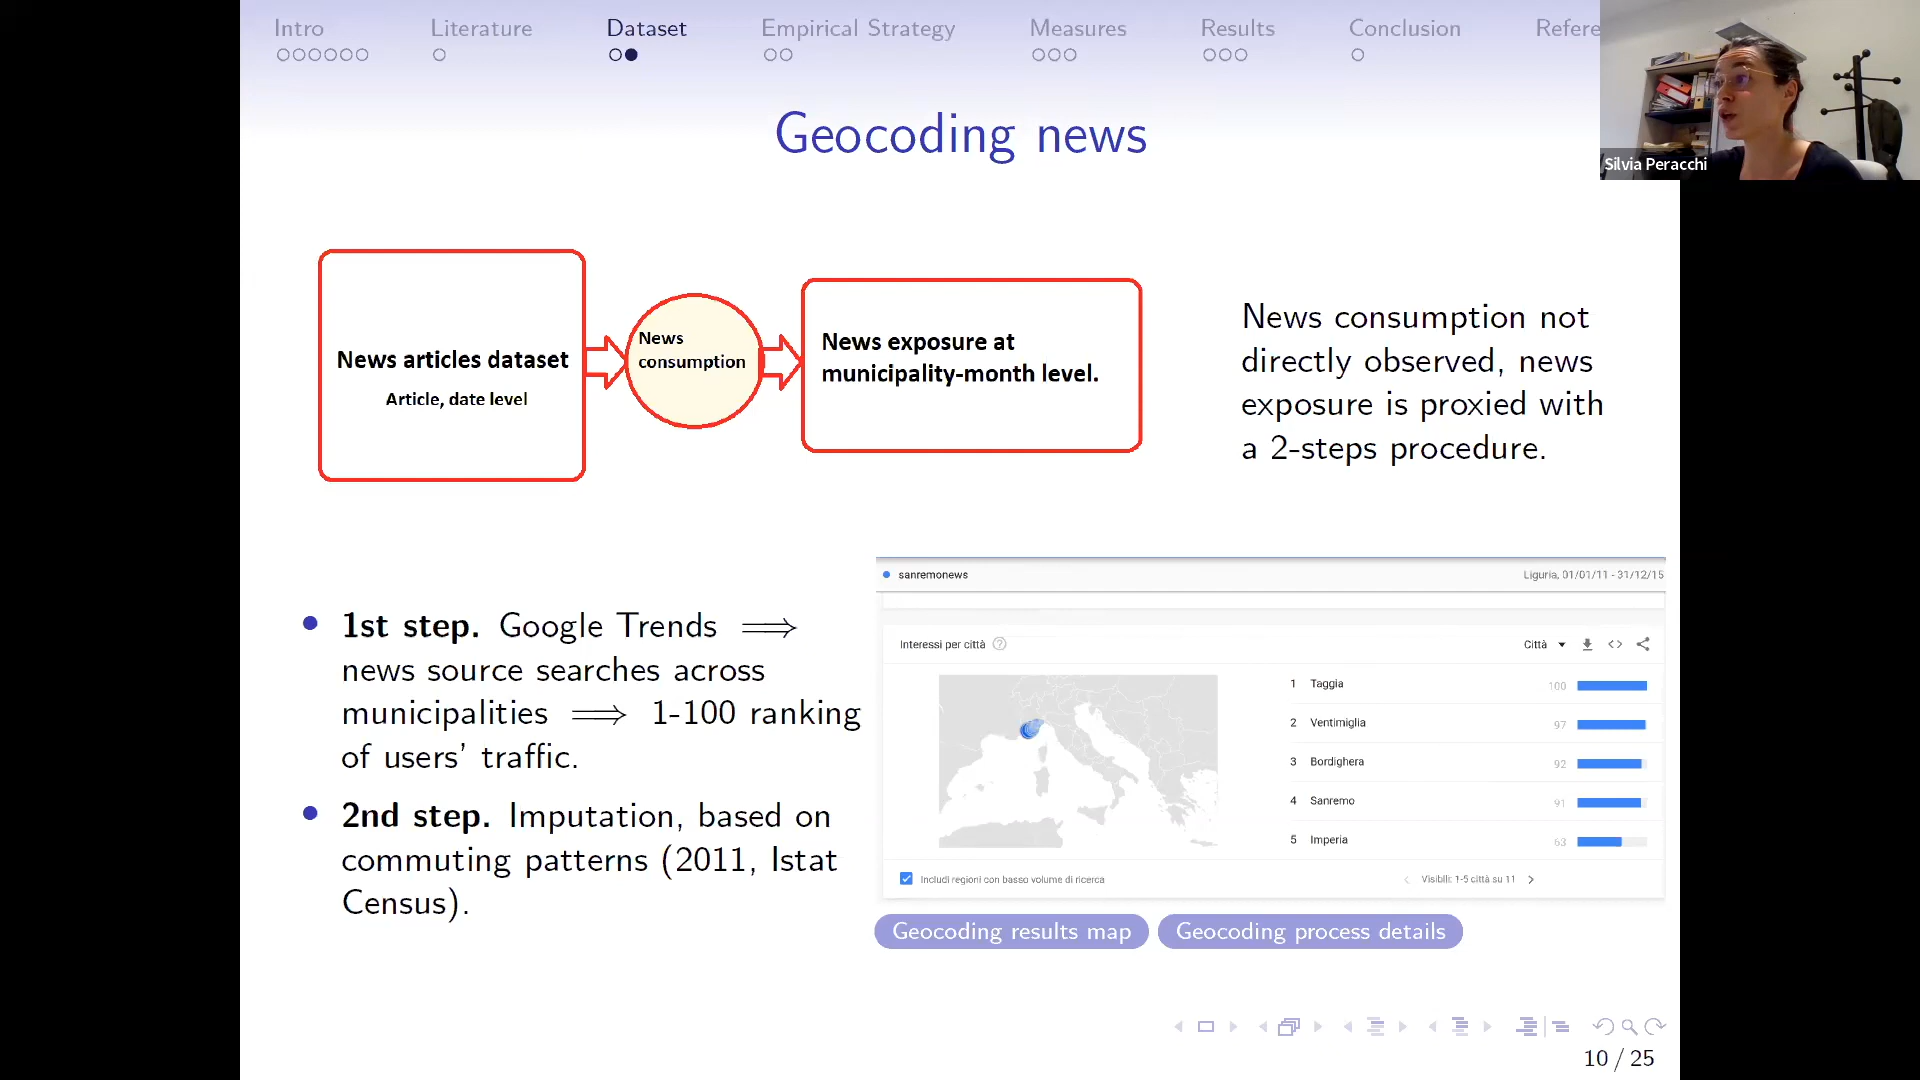 Intro Literature Dataset Empirical Strategy Measures Results Conclusion Refere
Silvia Peracchi
Geocoding news
News articles dataset
Article, date level
News
consumption
News exposure at
municipality-month level.
News consumption not
directly observed, news
exposure is proxied with
a 2-steps procedure.
1st step. Google Trends ⟹
news source searches across
municipalities ⟹ 1-100 ranking
of users' traffic.
2nd step. Imputation, based on
commuting patterns (2011, Istat
Census).
sanremonews Liguria, 01/01/11 - 31/12/15
Interessi per città ? Città
1 Taggia 100
2 Ventimiglia 97
3 Bordighera 92
4 Sanremo 91
5 Imperia 63
Includi regioni con basso volume di ricerca Visibili: 1-5 città su 11
Geocoding results map Geocoding process details
10 / 25